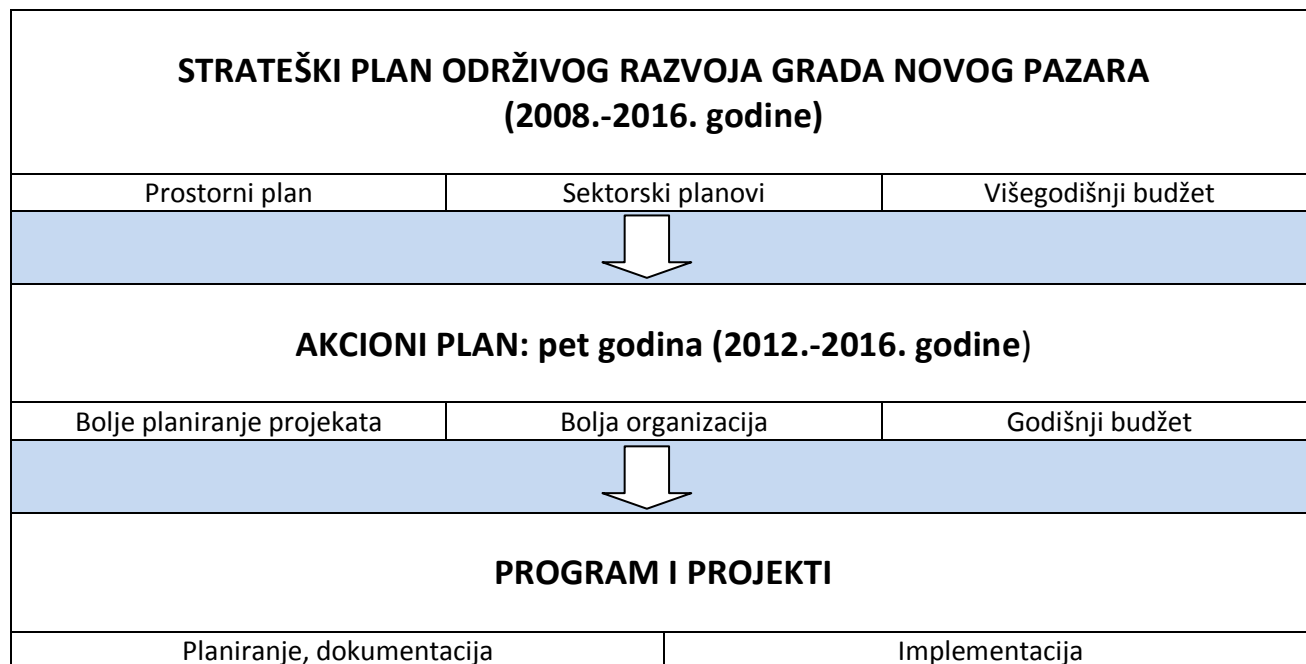 STRATEŠKI PLAN ODRŽIVOG RAZVOJA GRADA NOVOG PAZARA
(2008.-2016. godine)
Prostorni plan
Sektorski planovi
Višegodišnji budžet
AKCIONI PLAN: pet godina (2012.-2016. godine)
Bolje planiranje projekata
Bolja organizacija
Godišnji budžet
PROGRAM I PROJEKTI
Planiranje, dokumentacija
Implementacija